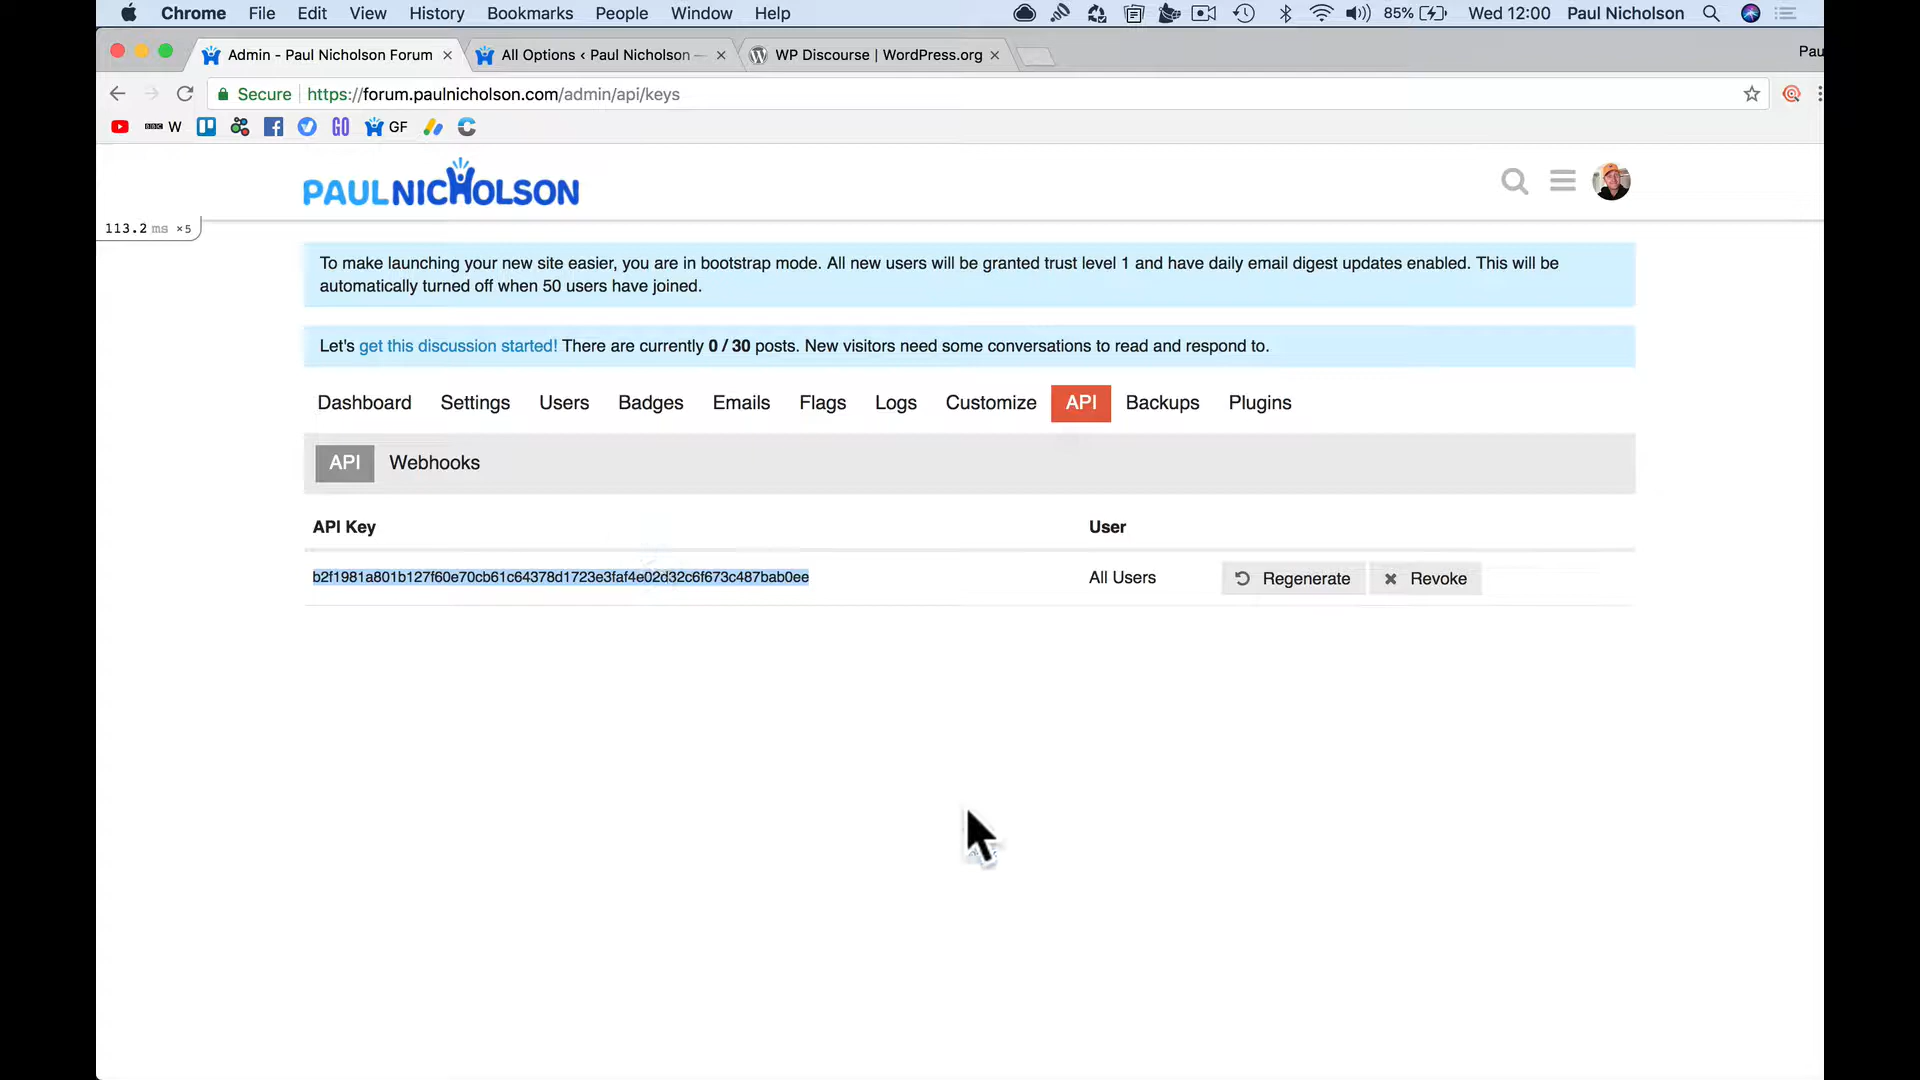 Chrome File Edit View History Bookmarks People Window Help 85% Wed 12:00 Paul Nicholson
Admin - Paul Nicholson Forum All Options ‹ Paul Nicholson — WP Discourse | WordPress.org Pau
Secure https://forum.paulnicholson.com/admin/api/keys
BBC W GO GF
PAULNICHOLSON
113.2 ms ×5
To make launching your new site easier, you are in bootstrap mode. All new users will be granted trust level 1 and have daily email digest updates enabled. This will be
automatically turned off when 50 users have joined.
Let's get this discussion started! There are currently 0 / 30 posts. New visitors need some conversations to read and respond to.
Dashboard Settings Users Badges Emails Flags Logs Customize API Backups Plugins
API Webhooks
API Key User
b2f1981a801b127f60e70cb61c64378d1723e3faf4e02d32c6f673c487bab0ee All Users Regenerate Revoke